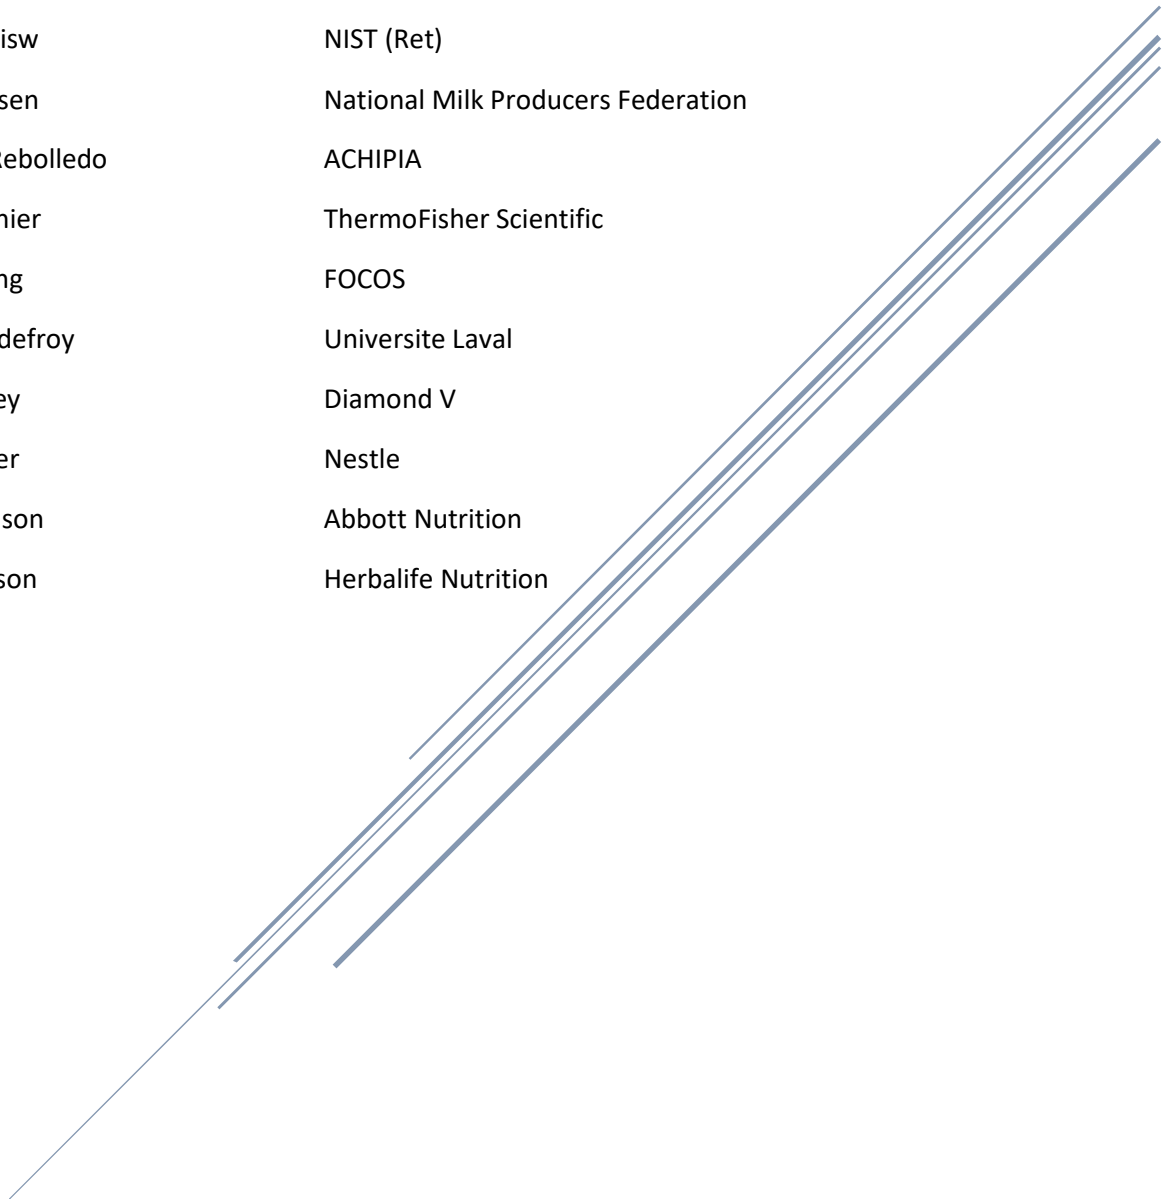 isw NIST (Ret)
sen National Milk Producers Federation
Rebolledo ACHIPIA
nier ThermoFisher Scientific
ng FOCOS
defroy Universite Laval
ey Diamond V
er Nestle
son Abbott Nutrition
son Herbalife Nutrition